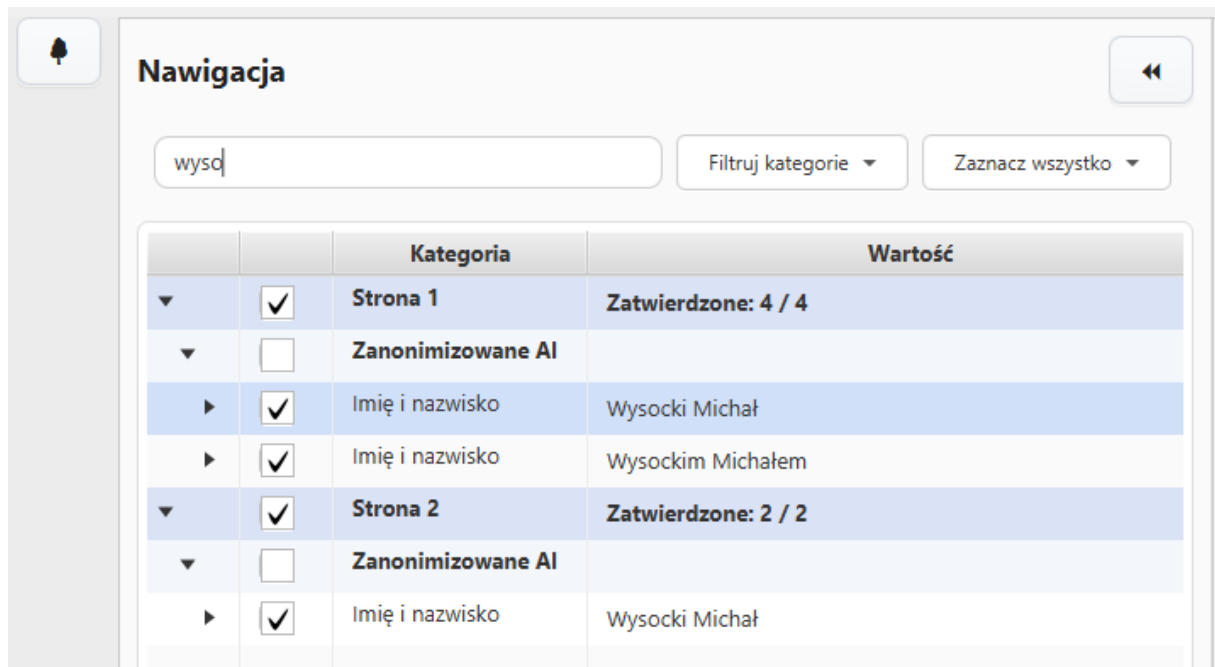 Nawigacja
wyso
Filtruj kategorie
Zaznacz wszystko
Kategoria Wartość
Strona 1 Zatwierdzone: 4 / 4
Zanonimizowane AI
Imię i nazwisko Wysocki Michał
Imię i nazwisko Wysockim Michałem
Strona 2 Zatwierdzone: 2 / 2
Zanonimizowane AI
Imię i nazwisko Wysocki Michał